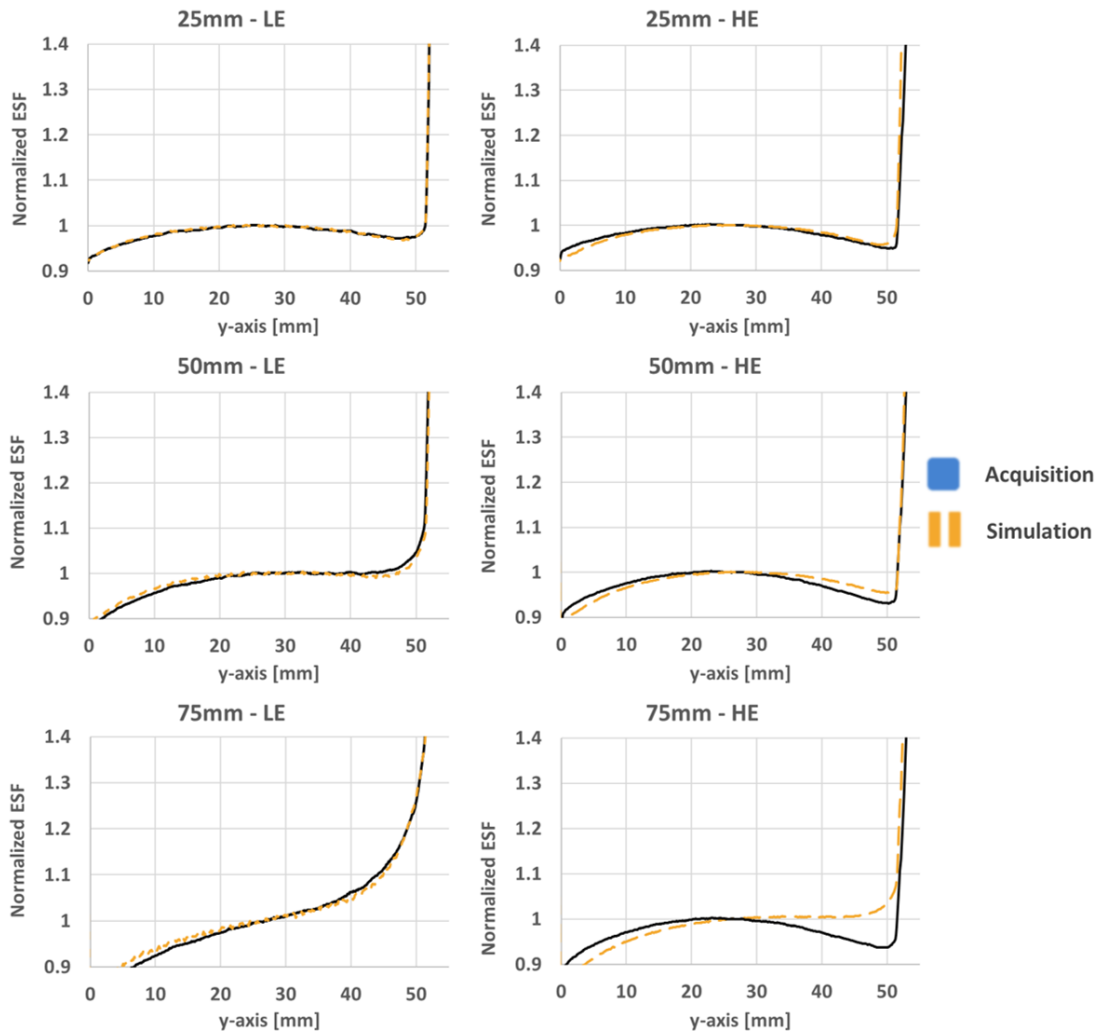 25mm - LE
1.4
1.3
1.2
1.1
1
0.9
Normalized ESF
0 10 20 30 40 50
y-axis [mm]
25mm - HE
1.4
1.3
1.2
1.1
1
0.9
Normalized ESF
0 10 20 30 40 50
y-axis [mm]
50mm - LE
1.4
1.3
1.2
1.1
1
0.9
Normalized ESF
0 10 20 30 40 50
y-axis [mm]
50mm - HE
1.4
1.3
1.2
1.1
1
0.9
Normalized ESF
0 10 20 30 40 50
y-axis [mm]
Acquisition
Simulation
75mm - LE
1.4
1.3
1.2
1.1
1
0.9
Normalized ESF
0 10 20 30 40 50
y-axis [mm]
75mm - HE
1.4
1.3
1.2
1.1
1
0.9
Normalized ESF
0 10 20 30 40 50
y-axis [mm]